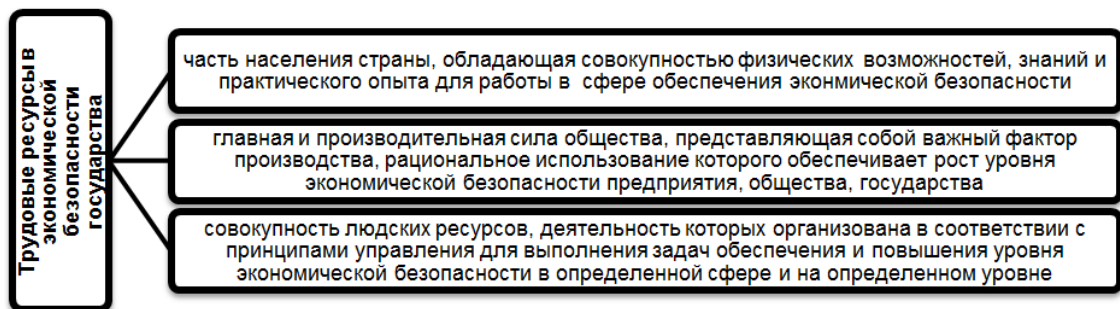 Трудовые ресурсы в
экономической
безопасности
государства
часть населения страны, обладающая совокупностью физических возможностей, знаний и
практического опыта для работы в сфере обеспечения эконмической безопасности
главная и производительная сила общества, представляющая собой важный фактор
производства, рациональное использование которого обеспечивает рост уровня
экономической безопасности предприятия, общества, государства
совокупность людских ресурсов, деятельность которых организована в соответствии с
принципами управления для выполнения задач обеспечения и повышения уровня
экономической безопасности в определенной сфере и на определенном уровне